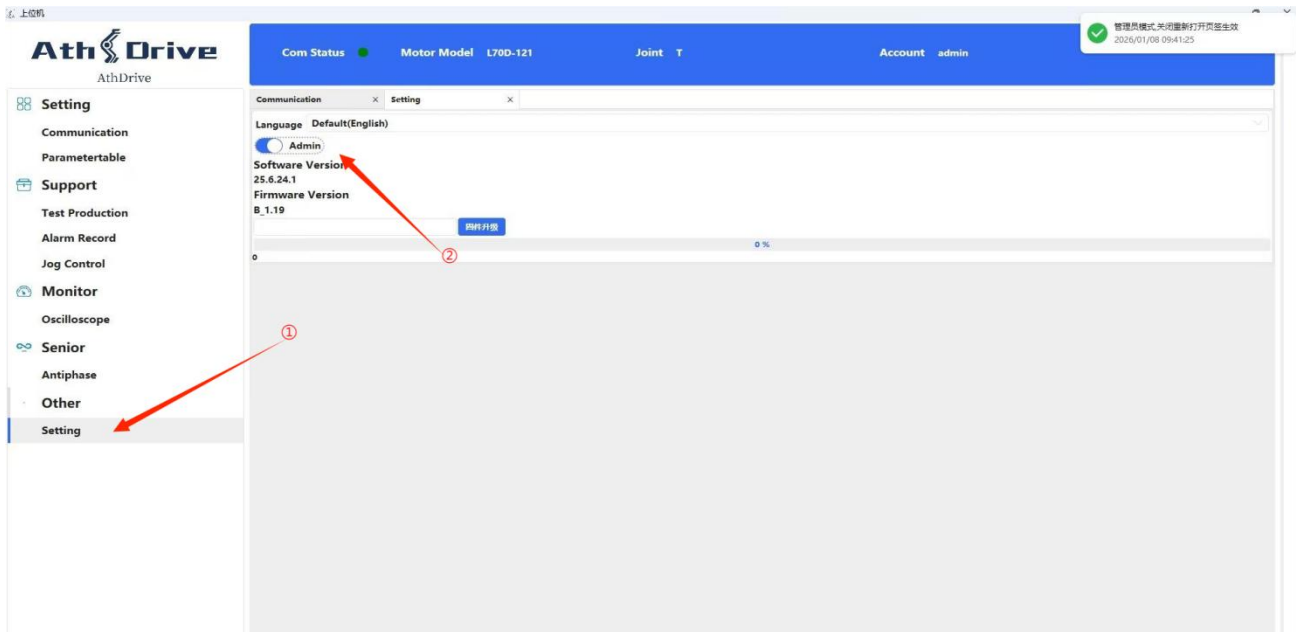 上位机
管理员模式,关闭重新打开页签生效
2026/01/08 09:41:25
Ath Drive
AthDrive
Com Status
Motor Model L70D-121
Joint T
Account admin
Setting
Communication
Parametertable
Support
Test Production
Alarm Record
Jog Control
Monitor
Oscilloscope
Senior
Antiphase
Other
Setting
Communication × Setting ×
Language Default(English)
Admin
Software Version
25.6.24.1
Firmware Version
B_1.19
固件升级
0 %
0
②
①